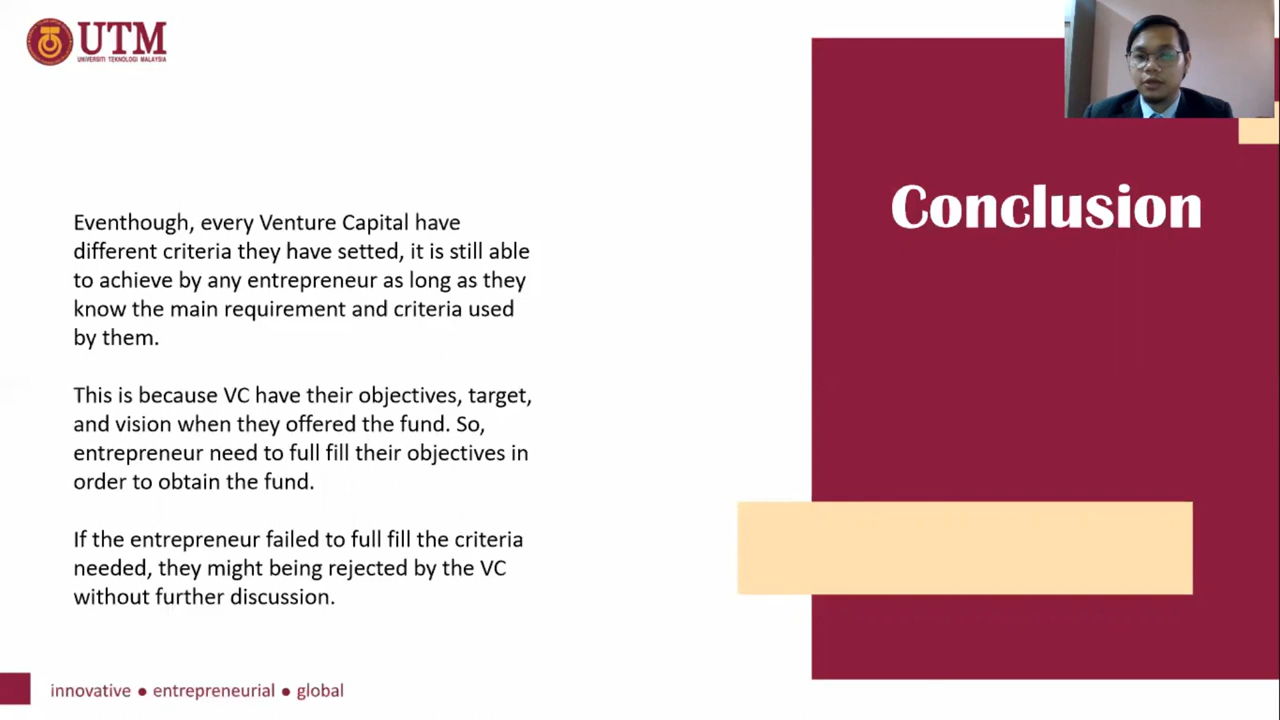 UTM
UNIVERSITI TEKNOLOGI MALAYSIA
Conclusion
Eventhough, every Venture Capital have
different criteria they have setted, it is still able
to achieve by any entrepreneur as long as they
know the main requirement and criteria used
by them.
This is because VC have their objectives, target,
and vision when they offered the fund. So,
entrepreneur need to full fill their objectives in
order to obtain the fund.
If the entrepreneur failed to full fill the criteria
needed, they might being rejected by the VC
without further discussion.
innovative ● entrepreneurial ● global